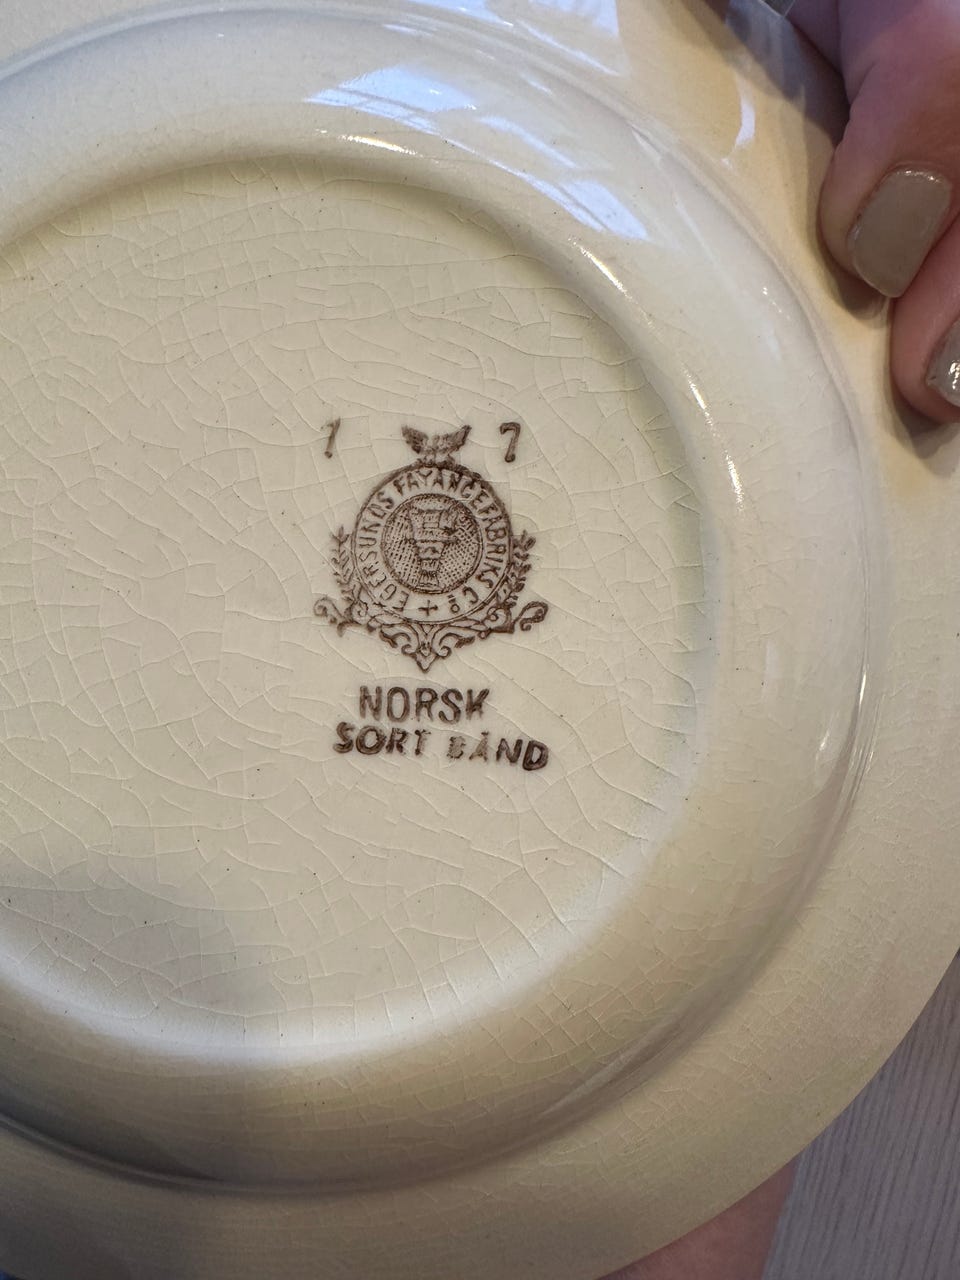 1 7
EGERSUNDS FAYANCEFABRIKS Co
NORSK
SORT BÅND